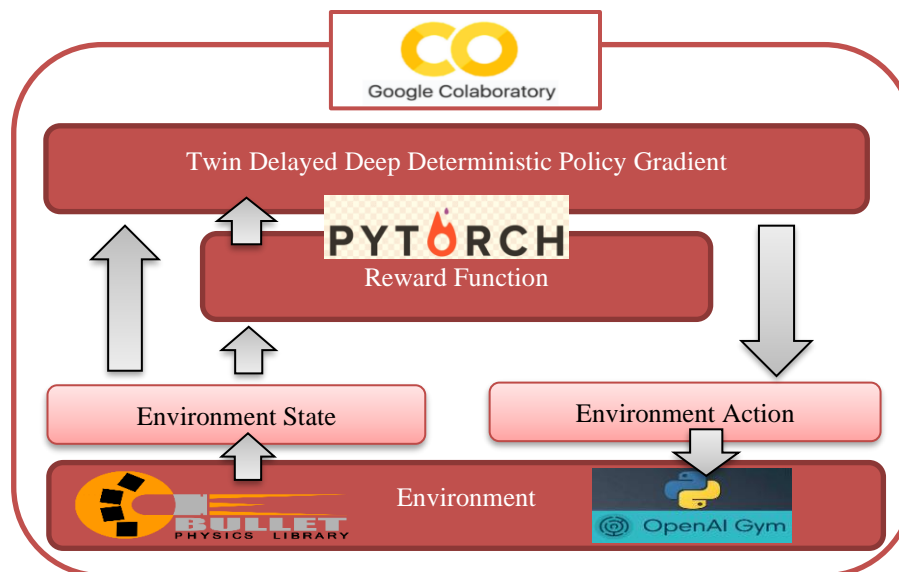 CO
Google Colaboratory
Twin Delayed Deep Deterministic Policy Gradient
PYTORCH
Reward Function
Environment State
Environment Action
Environment
BULLET
PHYSICS LIBRARY
OpenAI Gym